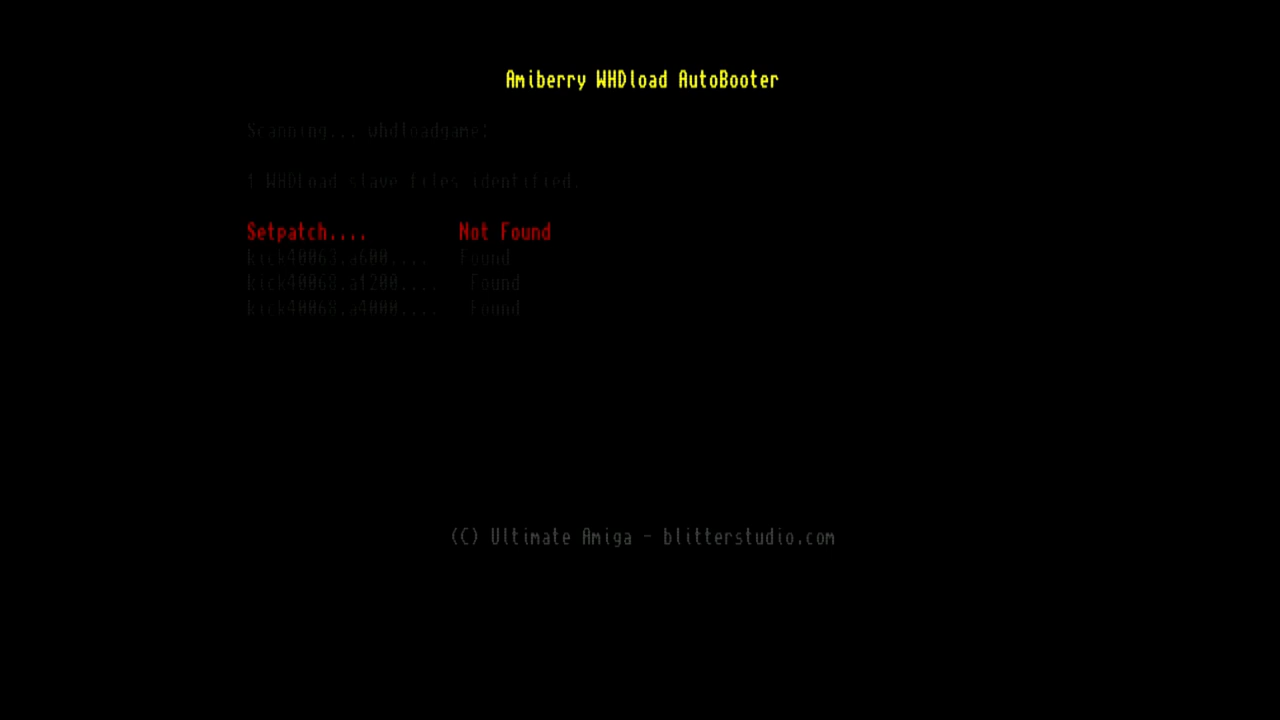 Amiberry WHDload AutoBooter
Scanning... whdloadgame:
1 WHDLoad slave files identified.
Setpatch.... Not Found
kick40063.a600.... Found
kick40068.a1200.... Found
kick40068.a4000.... Found
(C) Ultimate Amiga - blitterstudio.com